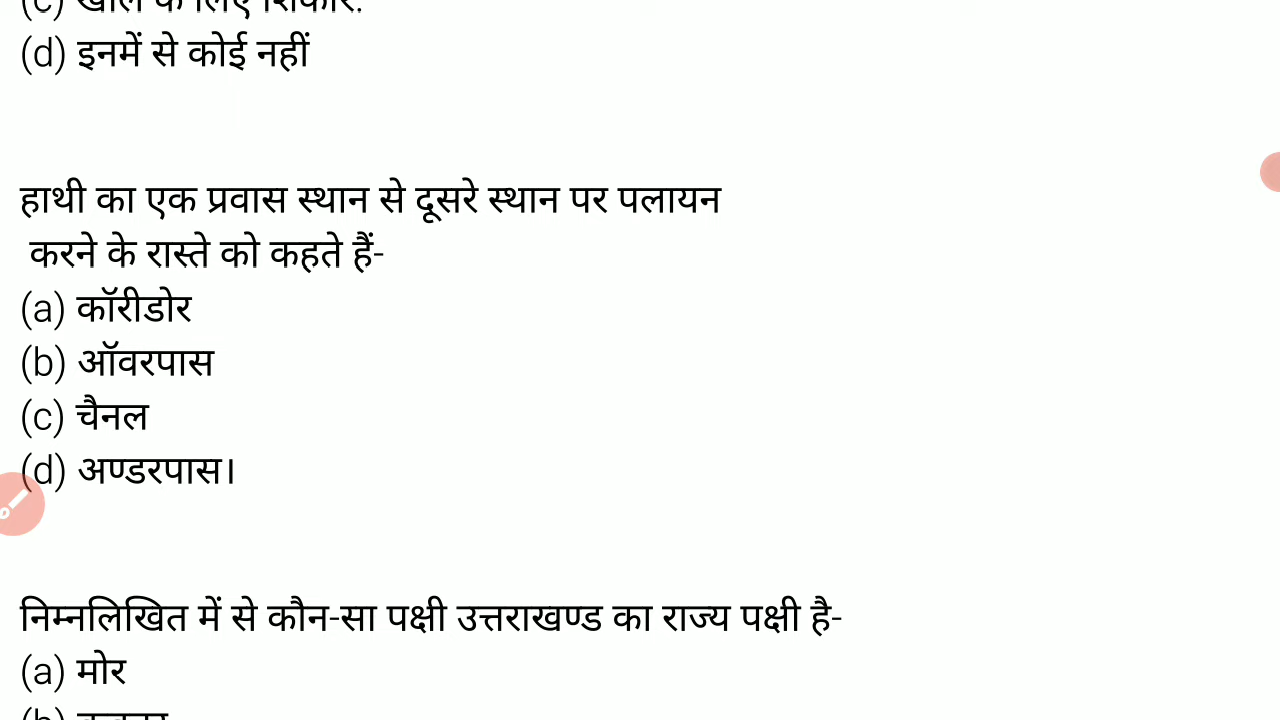 (c) खाल के लिए शिकार.
(d) इनमें से कोई नहीं
हाथी का एक प्रवास स्थान से दूसरे स्थान पर पलायन
करने के रास्ते को कहते हैं-
(a) कॉरीडोर
(b) ऑवरपास
(c) चैनल
(d) अण्डरपास।
निम्नलिखित में से कौन-सा पक्षी उत्तराखण्ड का राज्य पक्षी है-
(a) मोर
(b)